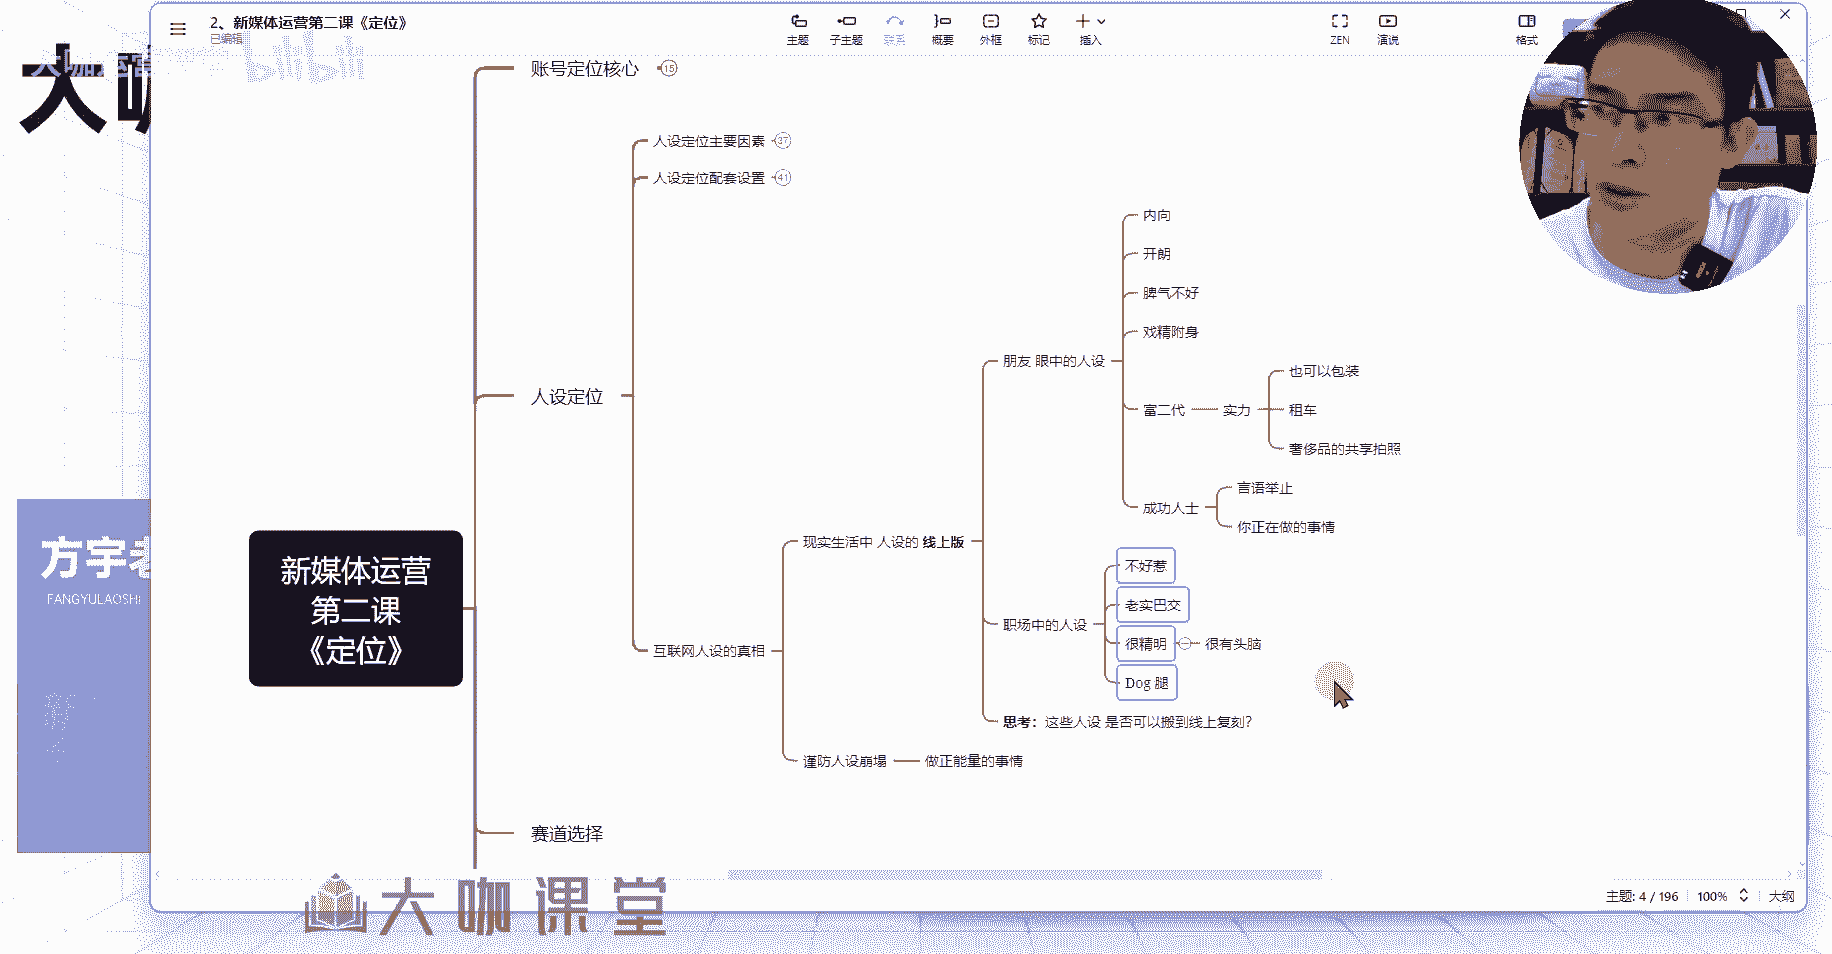 2、新媒体运营第二课《定位》
已编辑
主题
子主题
联系
概要
外框
标记
插入
ZEN
演说
格式
大咖运营
bilibili
大咖
账号定位核心 15
人设定位主要因素 37
人设定位配套设置 41
内向
开朗
脾气不好
戏精附身
朋友 眼中的人设
也可以包装
富二代
实力
租车
奢侈品的共享拍照
人设定位
言语举止
成功人士
你正在做的事情
现实生活中 人设的 线上版
不好惹
老实巴交
职场中的人设
很精明
很有头脑
互联网人设的真相
Dog 腿
思考：这些人设 是否可以搬到线上复刻？
谨防人设崩塌
做正能量的事情
新媒体运营
第二课
《定位》
方宇老
FANGYULAOSHI
赛道选择
大咖课堂
主题: 4 / 196
100%
大纲